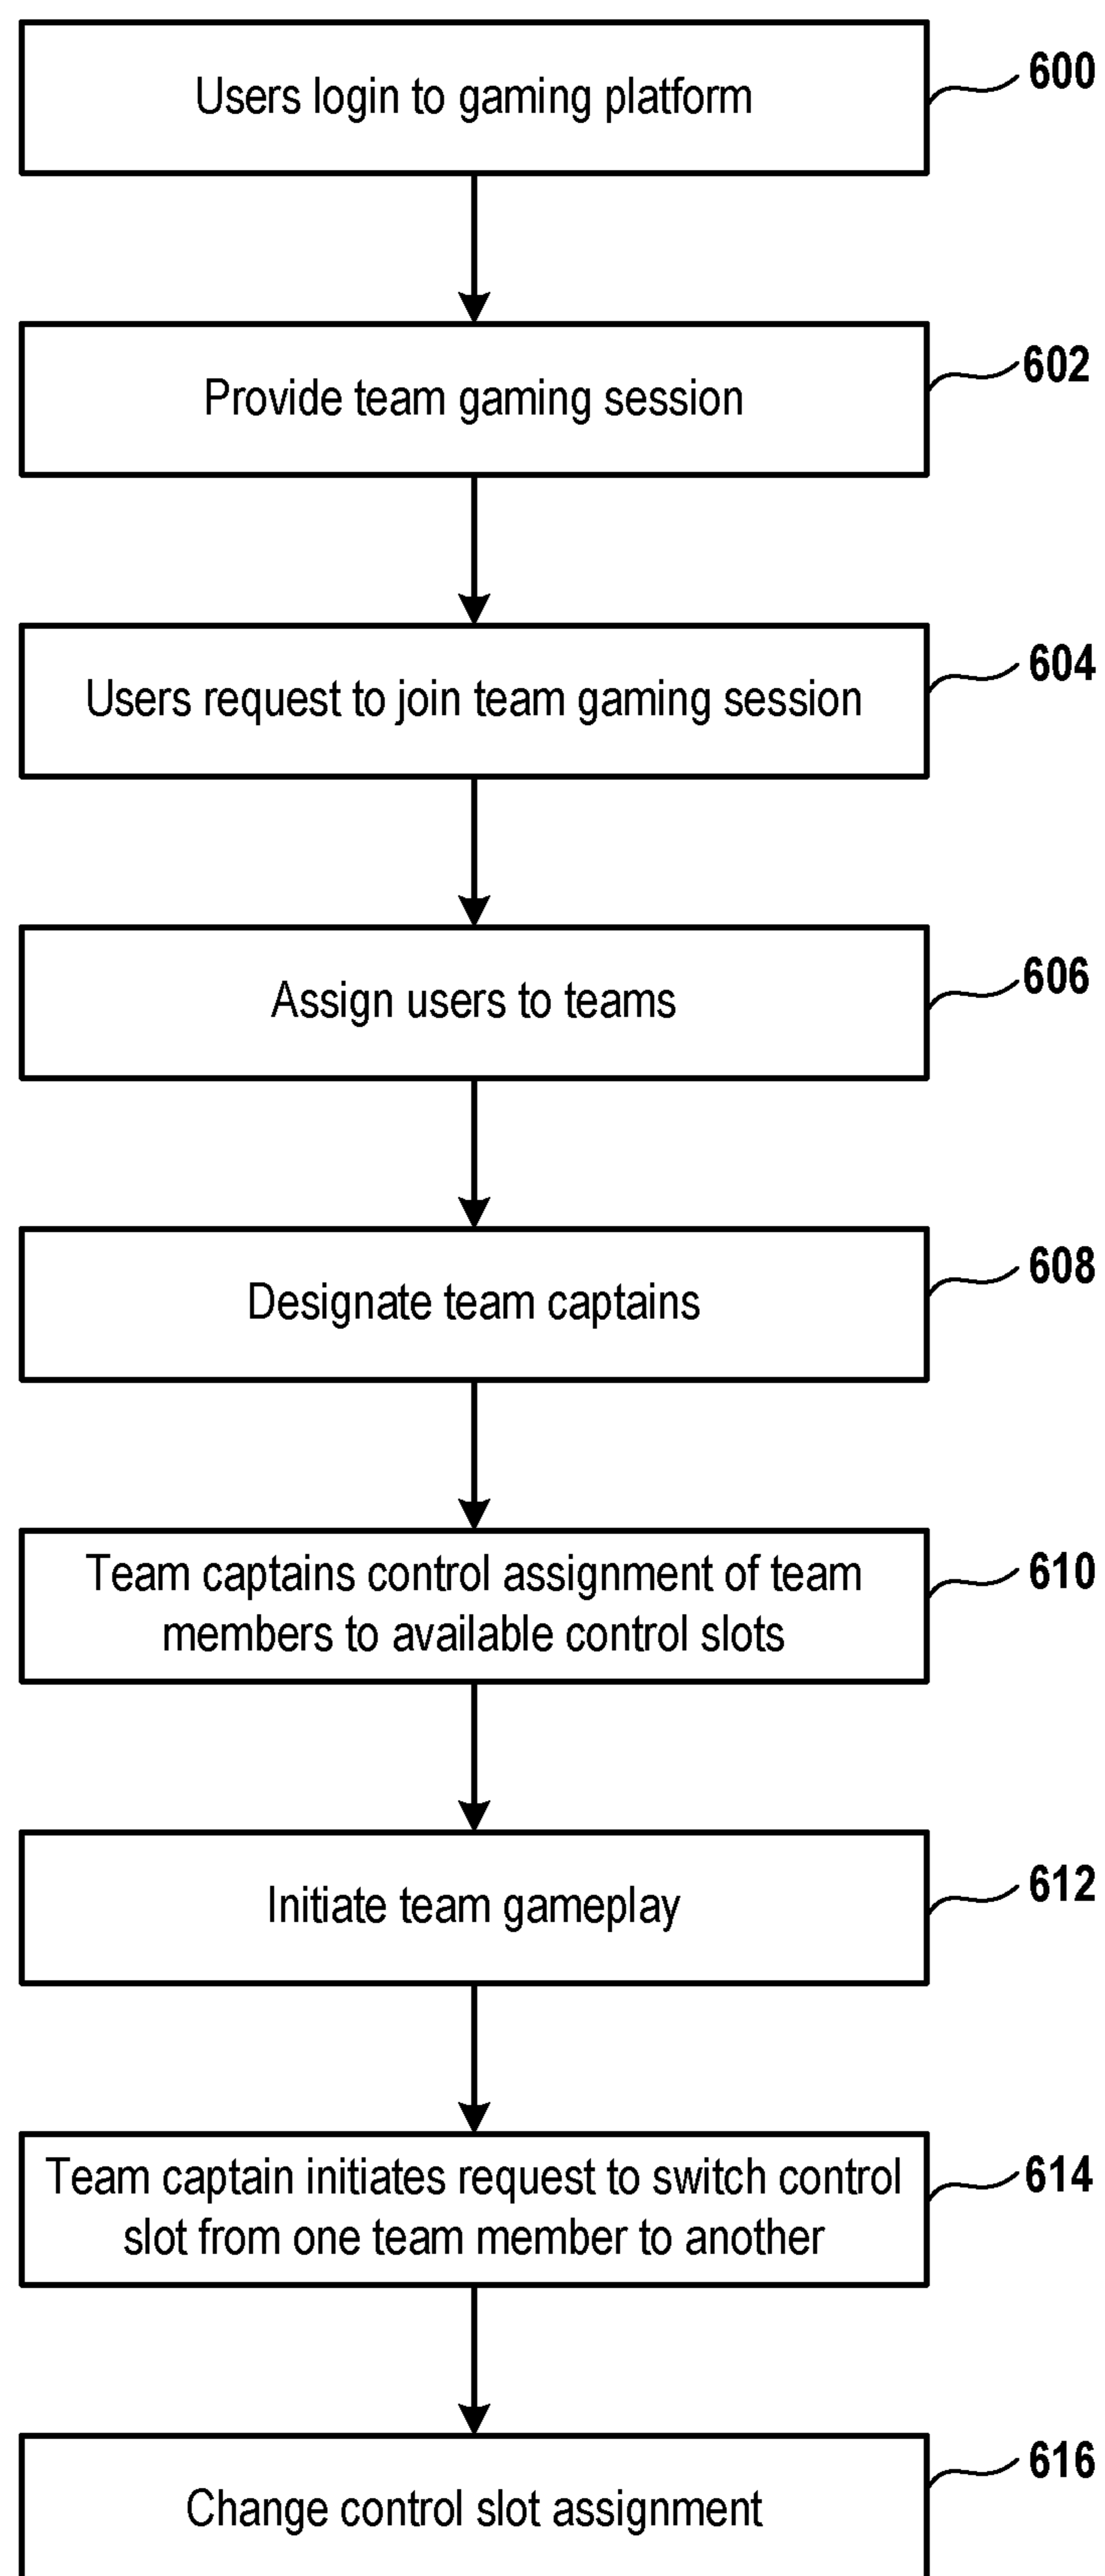 Users login to gaming platform
600
Provide team gaming session
602
Users request to join team gaming session
604
Assign users to teams
606
Designate team captains
608
Team captains control assignment of team
members to available control slots
610
Initiate team gameplay
612
Team captain initiates request to switch control
slot from one team member to another
614
Change control slot assignment
616